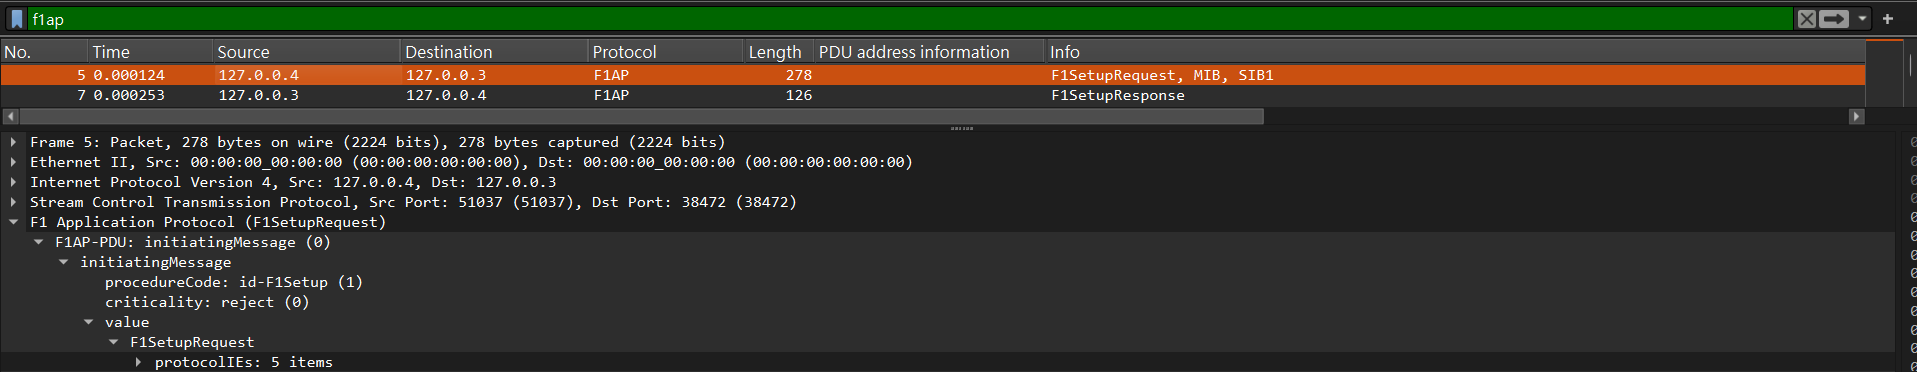 f1ap
No. Time Source Destination Protocol Length PDU address information Info
5 0.000124 127.0.0.4 127.0.0.3 F1AP 278 F1SetupRequest, MIB, SIB1
7 0.000253 127.0.0.3 127.0.0.4 F1AP 126 F1SetupResponse
Frame 5: Packet, 278 bytes on wire (2224 bits), 278 bytes captured (2224 bits)
Ethernet II, Src: 00:00:00_00:00:00 (00:00:00:00:00:00), Dst: 00:00:00_00:00:00 (00:00:00:00:00:00)
Internet Protocol Version 4, Src: 127.0.0.4, Dst: 127.0.0.3
Stream Control Transmission Protocol, Src Port: 51037 (51037), Dst Port: 38472 (38472)
F1 Application Protocol (F1SetupRequest)
F1AP-PDU: initiatingMessage (0)
initiatingMessage
procedureCode: id-F1Setup (1)
criticality: reject (0)
value
F1SetupRequest
protocolIEs: 5 items